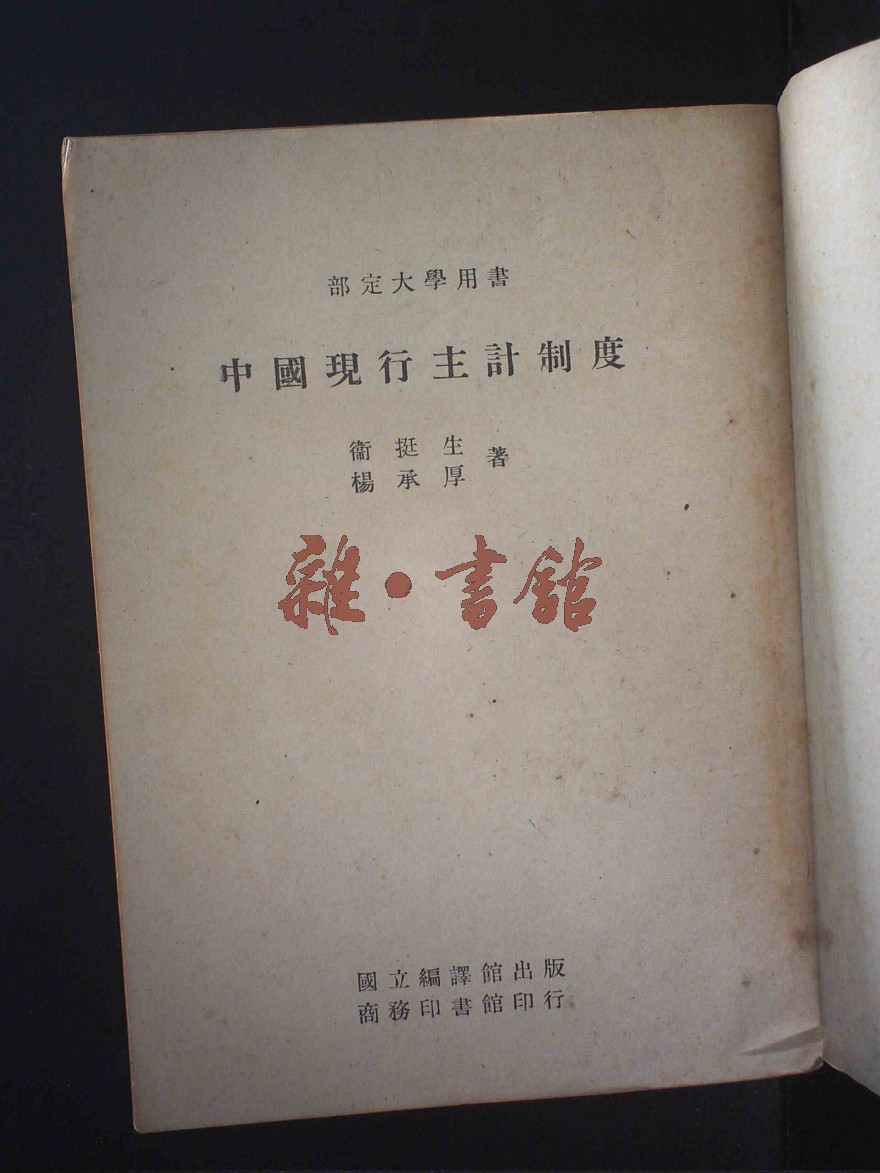 部定大學用書
中國現行主計制度
衞挺生
楊承厚
著
雜·書館
國立編譯館出版
商務印書館印行